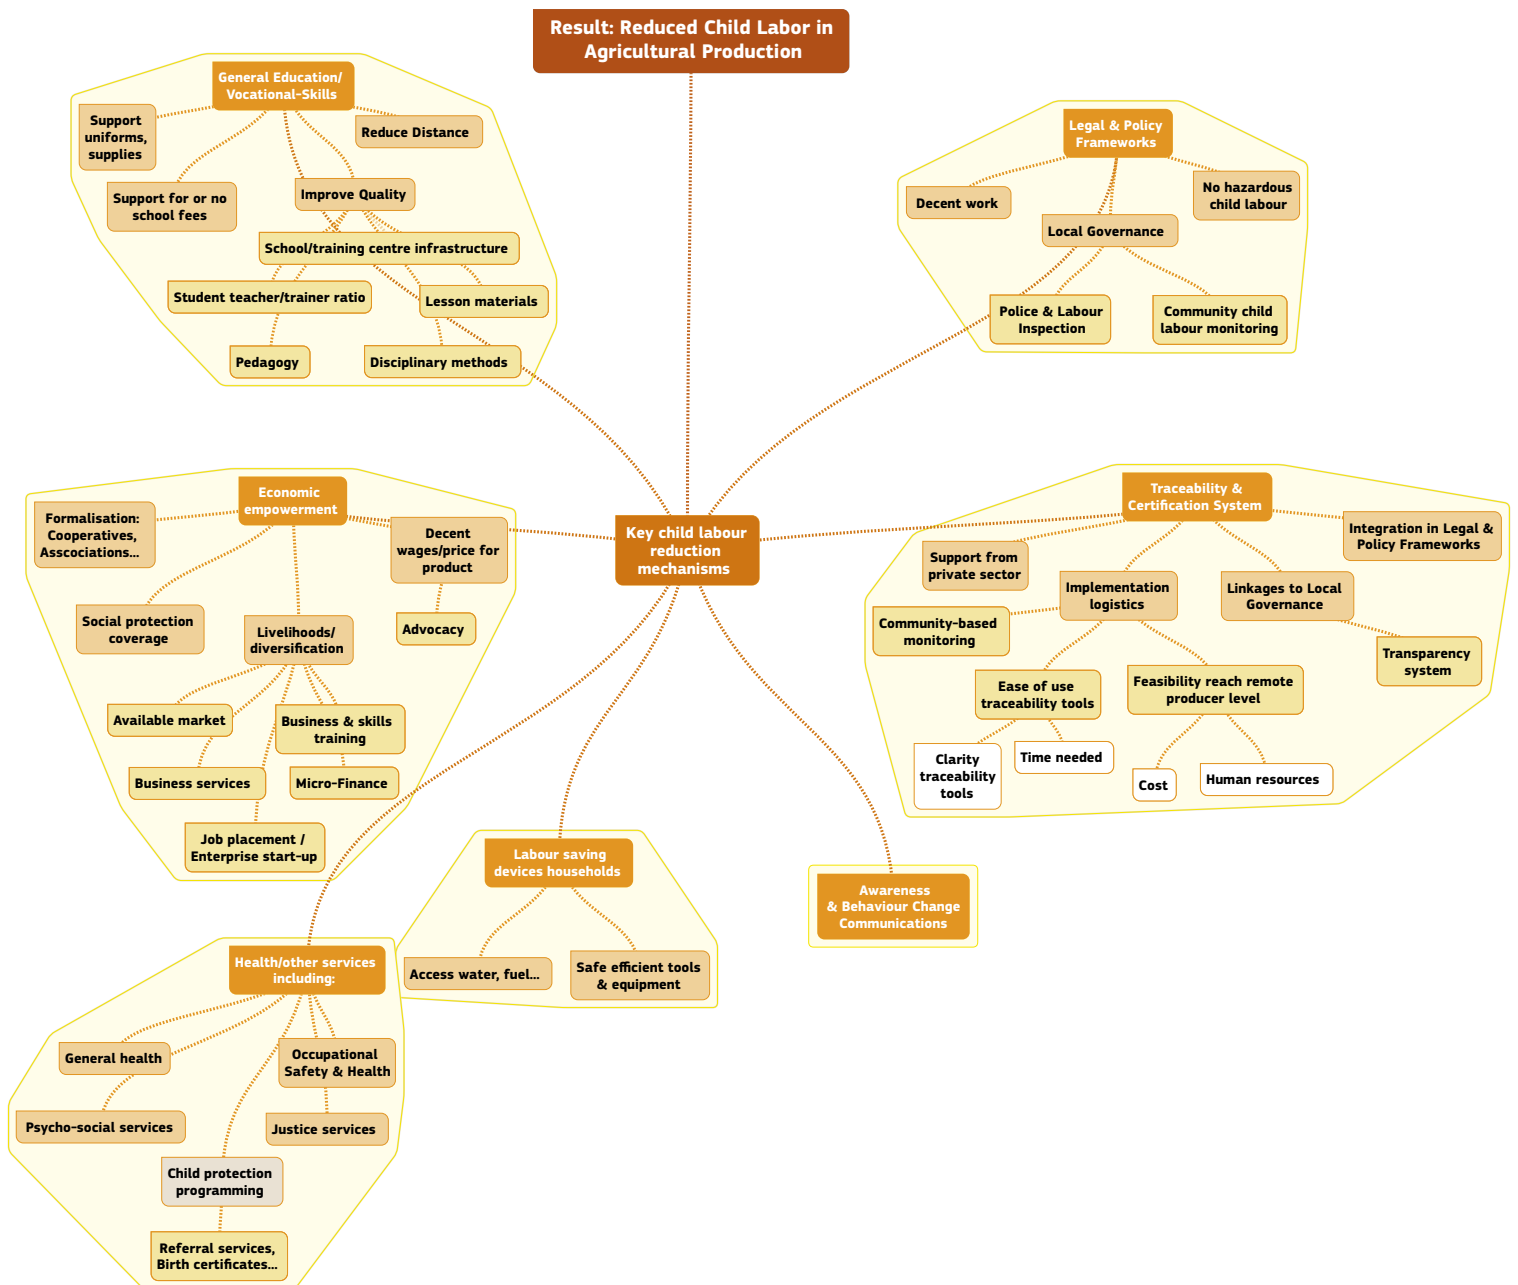 Result: Reduced Child Labor in
Agricultural Production
General Education/
Vocational-Skills
Support
uniforms,
supplies
Reduce Distance
Support for or no
school fees
Improve Quality
School/training centre infrastructure
Student teacher/trainer ratio
Lesson materials
Pedagogy
Disciplinary methods
Legal & Policy
Frameworks
Decent work
No hazardous
child labour
Local Governance
Police & Labour
Inspection
Community child
labour monitoring
Key child labour
reduction
mechanisms
Economic
empowerment
Formalisation:
Cooperatives,
Asscociations...
Decent
wages/price for
product
Social protection
coverage
Livelihoods/
diversification
Advocacy
Available market
Business & skills
training
Business services
Micro-Finance
Job placement /
Enterprise start-up
Traceability &
Certification System
Support from
private sector
Integration in Legal &
Policy Frameworks
Implementation
logistics
Linkages to Local
Governance
Community-based
monitoring
Transparency
system
Ease of use
traceability tools
Feasibility reach remote
producer level
Clarity
traceability
tools
Time needed
Cost
Human resources
Labour saving
devices households
Access water, fuel...
Safe efficient tools
& equipment
Awareness
& Behaviour Change
Communications
Health/other services
including:
General health
Occupational
Safety & Health
Psycho-social services
Justice services
Child protection
programming
Referral services,
Birth certificates...